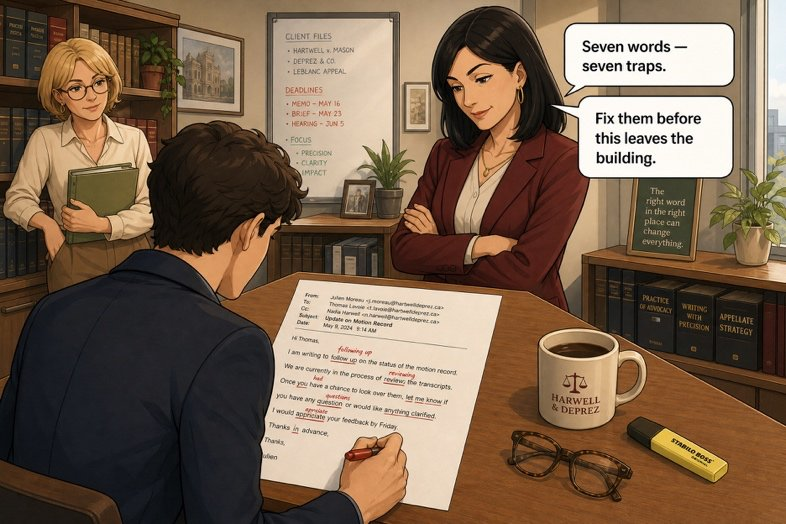 CLIENT FILES
• HARTWELL v. MASON
• DEPREZ & CO.
• LEBLANC APPEAL
DEADLINES
• MEMO – MAY 16
• BRIEF – MAY 23
• HEARING – JUN 5
• FOCUS
• PRECISION
• CLARITY
IMPACT
Seven words —
seven traps.
Fix them before
this leaves the
building.
The
right word
in the right
place can
change
everything.
PRACTICE
OF ADVOCACY
WRITING
WITH
PRECISION
APPELLATE
STRATEGY
From: Julien Moreau <j.moreau@hartwelldeprez.ca>
To: Thomas Lavoie <t.lavoie@hartwelldeprez.ca>
Cc: Nadia Harwell <n.harwell@hartwelldeprez.ca>
Subject: Update on Motion Record
Date: May 9, 2024 9:14 AM
Hi Thomas,
following up
I am writing to follow up on the status of the motion record.
reviewing
We are currently in the process of review, the transcripts.
had
Once you have a chance to look over them, let me know if
questions
you have any question or would like anything clarified.
apreciate
I would appriciate your feedback by Friday.
Thanks in advance,
Thanks,
Julien
HARWELL
& DEPREZ
STABILO BOSS